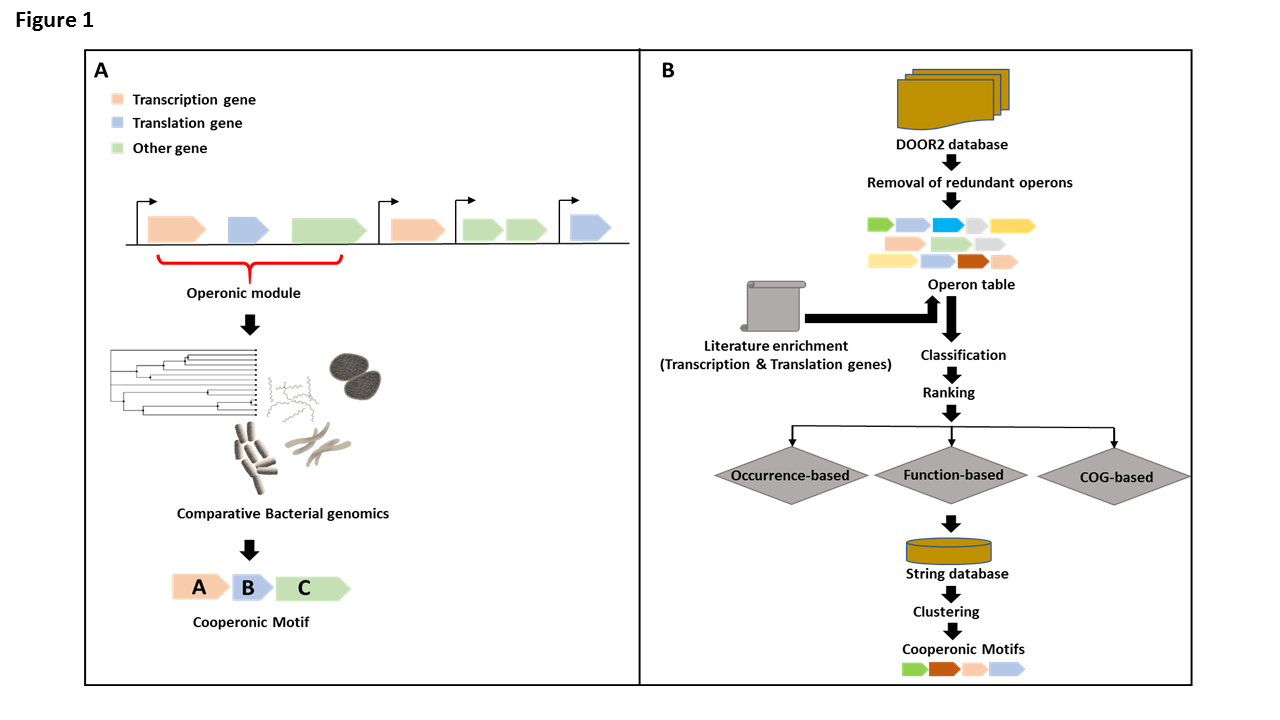 Figure 1
A
Transcription gene
Translation gene
Other gene
Operonic module
Comparative Bacterial genomics
A B C
Cooperonic Motif
B
DOOR2 database
Removal of redundant operons
Operon table
Literature enrichment
(Transcription & Translation genes)
Classification
Ranking
Occurrence-based
Function-based
COG-based
String database
Clustering
Cooperonic Motifs